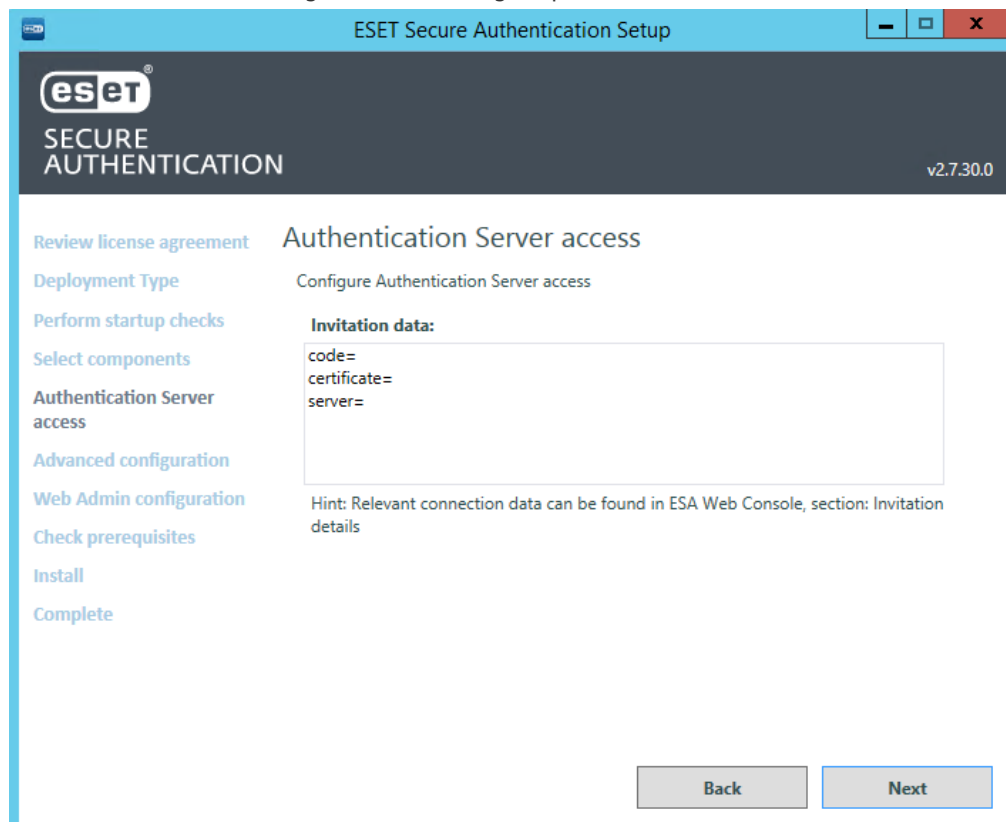 ESET Secure Authentication Setup
eseT®
SECURE
AUTHENTICATION
v2.7.30.0
Review license agreement
Deployment Type
Perform startup checks
Select components
Authentication Server
access
Advanced configuration
Web Admin configuration
Check prerequisites
Install
Complete
Authentication Server access
Configure Authentication Server access
Invitation data:
code=
certificate=
server=
Hint: Relevant connection data can be found in ESA Web Console, section: Invitation
details
Back
Next